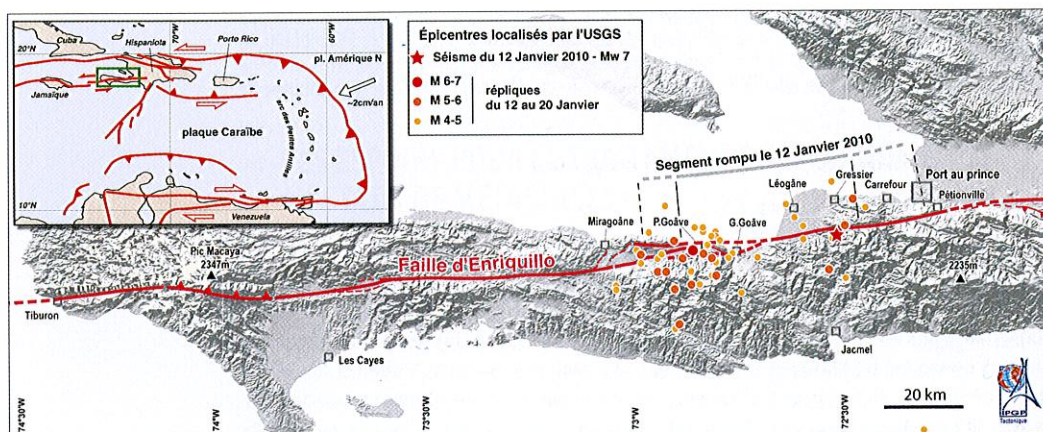 Cuba
Hispaniola
70°W
Porto Rico
60°W
20°N
pl. Amérique N
~2cm/an
Jamaïque
plaque Caraïbe
arc des Petites Antilles
10°N
Venezuela
Épicentres localisés par l'USGS
Séisme du 12 Janvier 2010 - Mw 7
M 6-7
M 5-6
M 4-5
répliques
du 12 au 20 Janvier
Segment rompu le 12 Janvier 2010
Port au prince
Gressier
Léogâne
Carrefour
Pétionville
Miragoâne
P.Goâve
G.Goâve
Pic Macaya
2347m
Faille d'Enriquillo
2235m
Tiburon
Les Cayes
Jacmel
20 km
74°30'W
74°W
73°30'W
73°W
72°30'W
IPGP
Tectonique